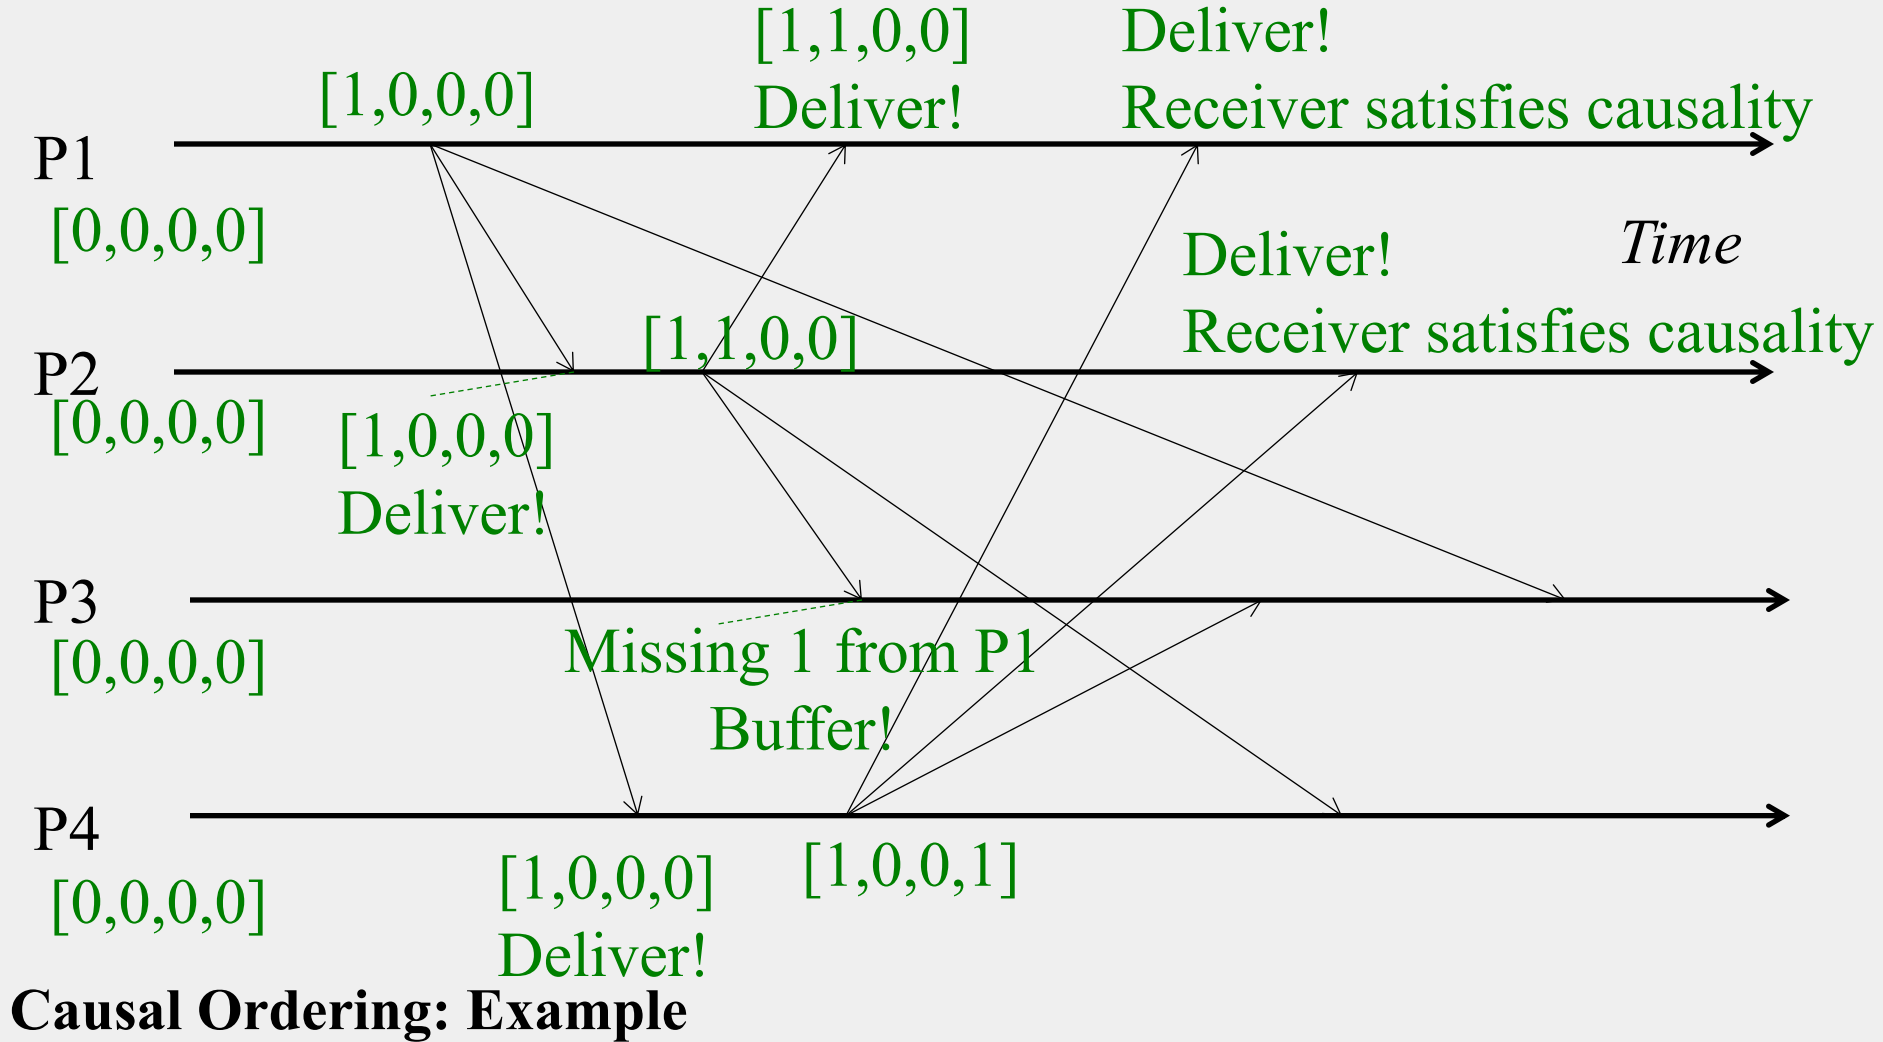 [1,1,0,0]
Deliver!
Deliver!
Receiver satisfies causality
[1,0,0,0]
P1
[0,0,0,0]
Time
Deliver!
Receiver satisfies causality
[1,1,0,0]
P2
[0,0,0,0]
[1,0,0,0]
Deliver!
P3
[0,0,0,0]
Missing 1 from P1
Buffer!
P4
[0,0,0,0]
[1,0,0,0]
Deliver!
[1,0,0,1]
Causal Ordering: Example